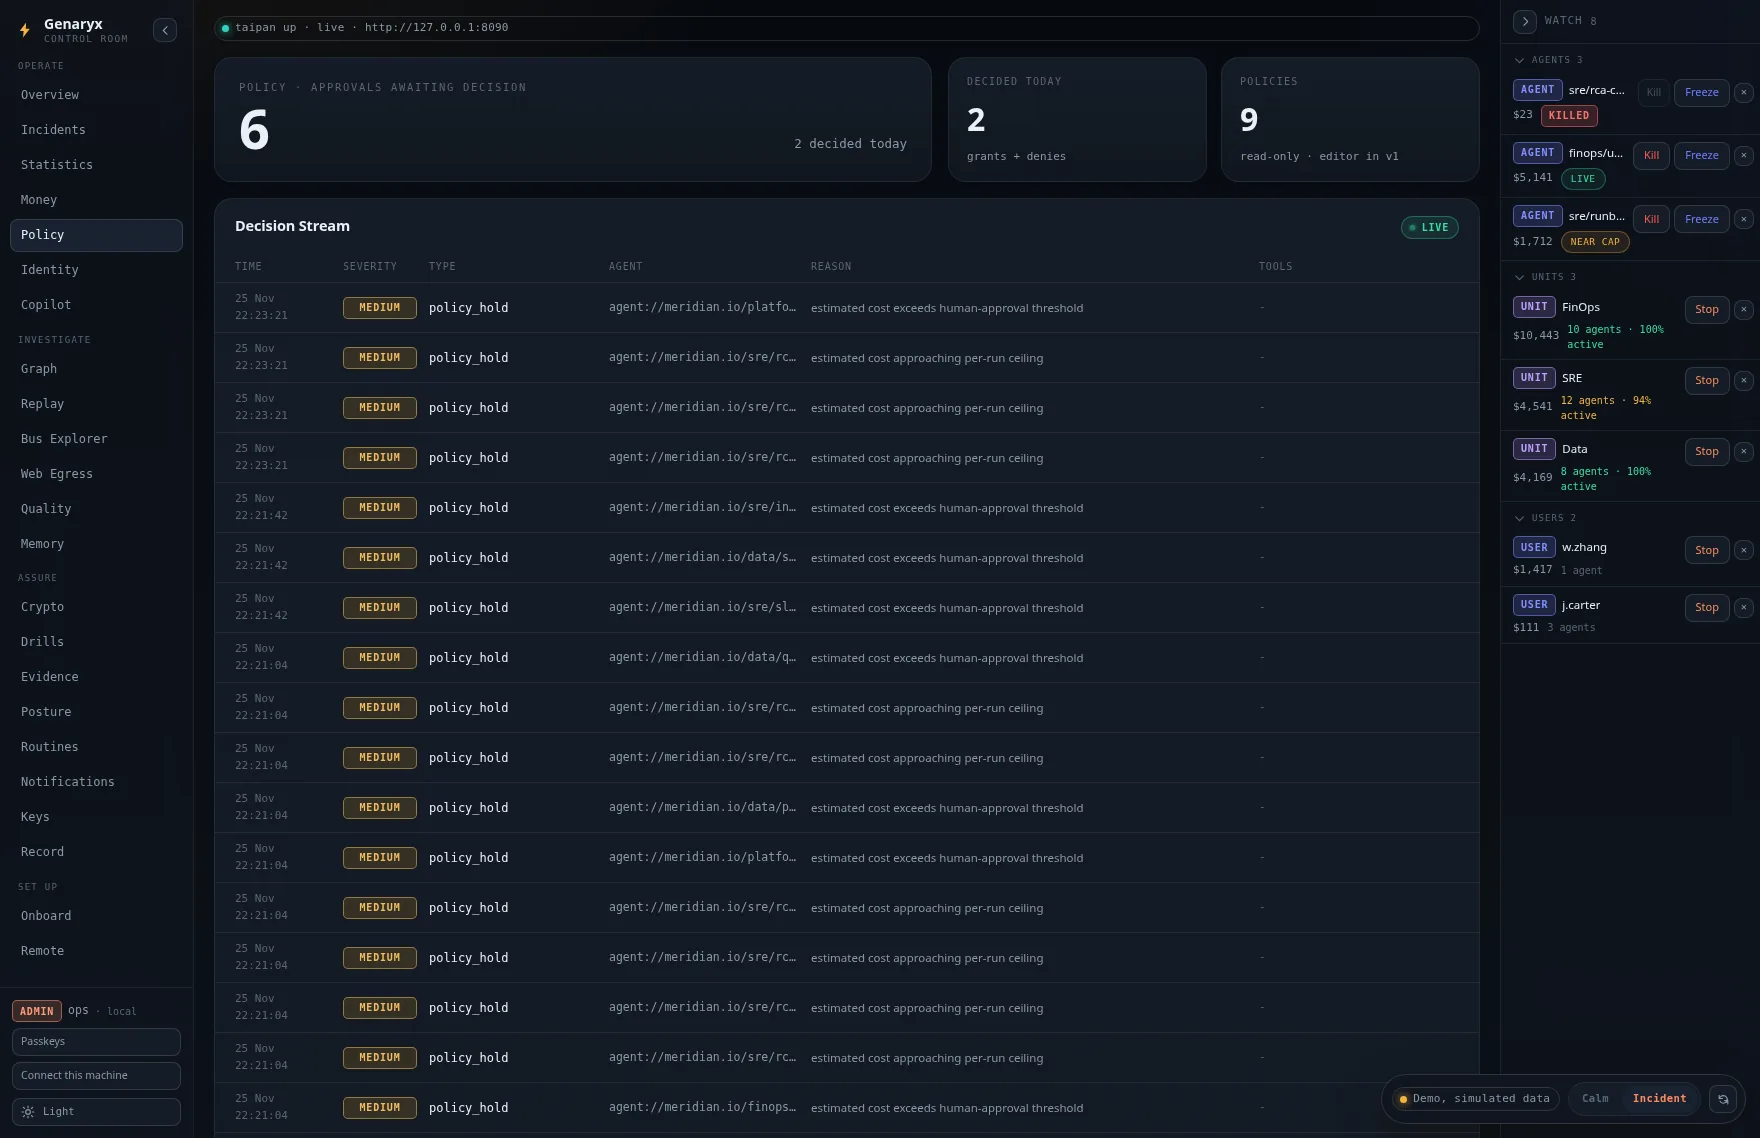 Genaryx
CONTROL ROOM
OPERATE
Overview
Incidents
Statistics
Money
Policy
Identity
Copilot
INVESTIGATE
Graph
Replay
Bus Explorer
Web Egress
Quality
Memory
ASSURE
Crypto
Drills
Evidence
Posture
Routines
Notifications
Keys
Record
SET UP
Onboard
Remote
ADMIN ops · local
Passkeys
Connect this machine
Light
taipan up · live · http://127.0.0.1:8090
POLICY · APPROVALS AWAITING DECISION
6
2 decided today
DECIDED TODAY
2
grants + denies
POLICIES
9
read-only · editor in v1
Decision Stream
LIVE
TIME SEVERITY TYPE AGENT REASON TOOLS
25 Nov
22:23:21 MEDIUM policy_hold agent://meridian.io/platfo… estimated cost exceeds human-approval threshold -
25 Nov
22:23:21 MEDIUM policy_hold agent://meridian.io/sre/rc… estimated cost approaching per-run ceiling -
25 Nov
22:23:21 MEDIUM policy_hold agent://meridian.io/sre/rc… estimated cost approaching per-run ceiling -
25 Nov
22:23:21 MEDIUM policy_hold agent://meridian.io/sre/rc… estimated cost approaching per-run ceiling -
25 Nov
22:21:42 MEDIUM policy_hold agent://meridian.io/sre/in… estimated cost exceeds human-approval threshold -
25 Nov
22:21:42 MEDIUM policy_hold agent://meridian.io/data/s… estimated cost exceeds human-approval threshold -
25 Nov
22:21:42 MEDIUM policy_hold agent://meridian.io/sre/sl… estimated cost exceeds human-approval threshold -
25 Nov
22:21:04 MEDIUM policy_hold agent://meridian.io/data/q… estimated cost exceeds human-approval threshold -
25 Nov
22:21:04 MEDIUM policy_hold agent://meridian.io/sre/rc… estimated cost approaching per-run ceiling -
25 Nov
22:21:04 MEDIUM policy_hold agent://meridian.io/sre/rc… estimated cost approaching per-run ceiling -
25 Nov
22:21:04 MEDIUM policy_hold agent://meridian.io/data/p… estimated cost exceeds human-approval threshold -
25 Nov
22:21:04 MEDIUM policy_hold agent://meridian.io/platfo… estimated cost exceeds human-approval threshold -
25 Nov
22:21:04 MEDIUM policy_hold agent://meridian.io/sre/rc… estimated cost approaching per-run ceiling -
25 Nov
22:21:04 MEDIUM policy_hold agent://meridian.io/sre/rc… estimated cost approaching per-run ceiling -
25 Nov
22:21:04 MEDIUM policy_hold agent://meridian.io/sre/rc… estimated cost approaching per-run ceiling -
25 Nov
22:21:04 MEDIUM policy_hold agent://meridian.io/sre/rc… estimated cost approaching per-run ceiling -
25 Nov
22:21:04 MEDIUM policy_hold agent://meridian.io/finops… estimated cost exceeds human-approval threshold
WATCH 8
AGENTS 3
AGENT sre/rca-c… Kill Freeze ×
$23 KILLED
AGENT finops/u… Kill Freeze ×
$5,141 LIVE
AGENT sre/runb… Kill Freeze ×
$1,712 NEAR CAP
UNITS 3
UNIT FinOps Stop ×
$10,443 10 agents · 100%
active
UNIT SRE Stop ×
$4,541 12 agents · 94%
active
UNIT Data Stop ×
$4,169 8 agents · 100%
active
USERS 2
USER w.zhang Stop ×
$1,417 1 agent
USER j.carter Stop ×
$111 3 agents
Demo, simulated data Calm Incident